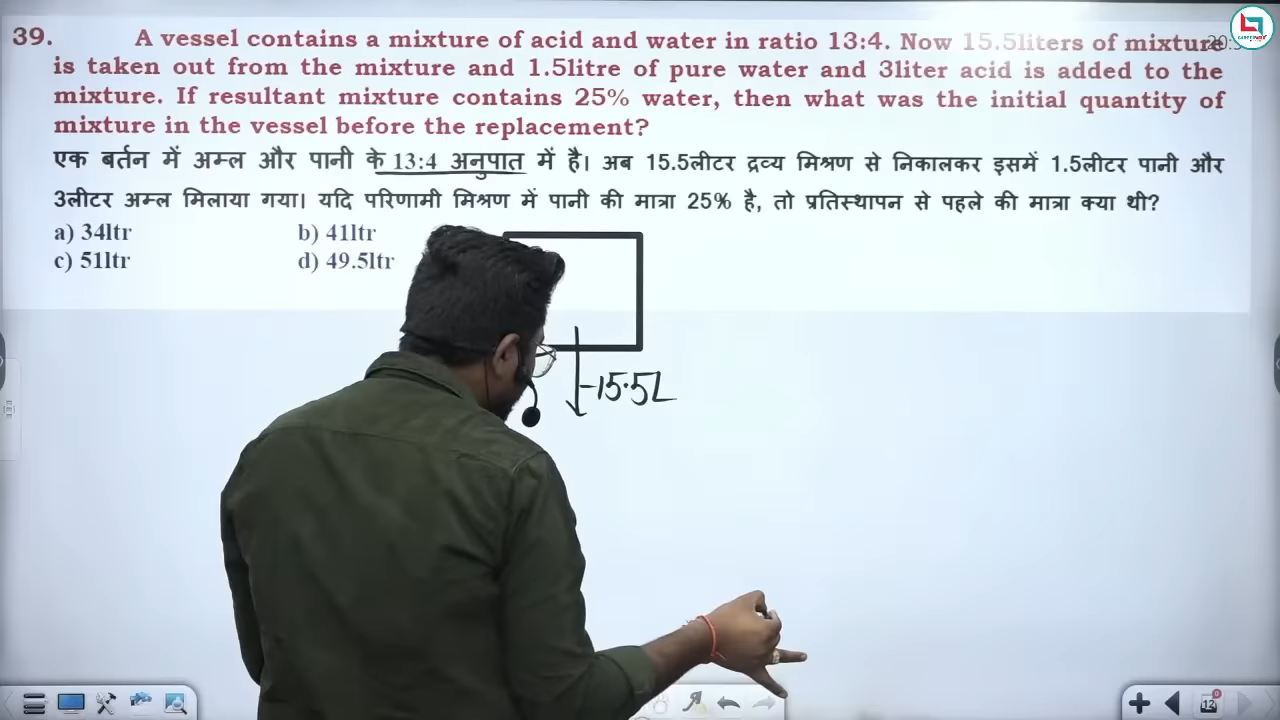 39. A vessel contains a mixture of acid and water in ratio 13:4. Now 15.5liters of mixture
is taken out from the mixture and 1.5litre of pure water and 3liter acid is added to the
mixture. If resultant mixture contains 25% water, then what was the initial quantity of
mixture in the vessel before the replacement?
एक बर्तन में अम्ल और पानी के 13:4 अनुपात में है। अब 15.5लीटर द्रव्य मिश्रण से निकालकर इसमें 1.5लीटर पानी और
3लीटर अम्ल मिलाया गया। यदि परिणामी मिश्रण में पानी की मात्रा 25% है, तो प्रतिस्थापन से पहले की मात्रा क्या थी?
a) 34ltr b) 41ltr
c) 51ltr d) 49.5ltr
-15.5L
12